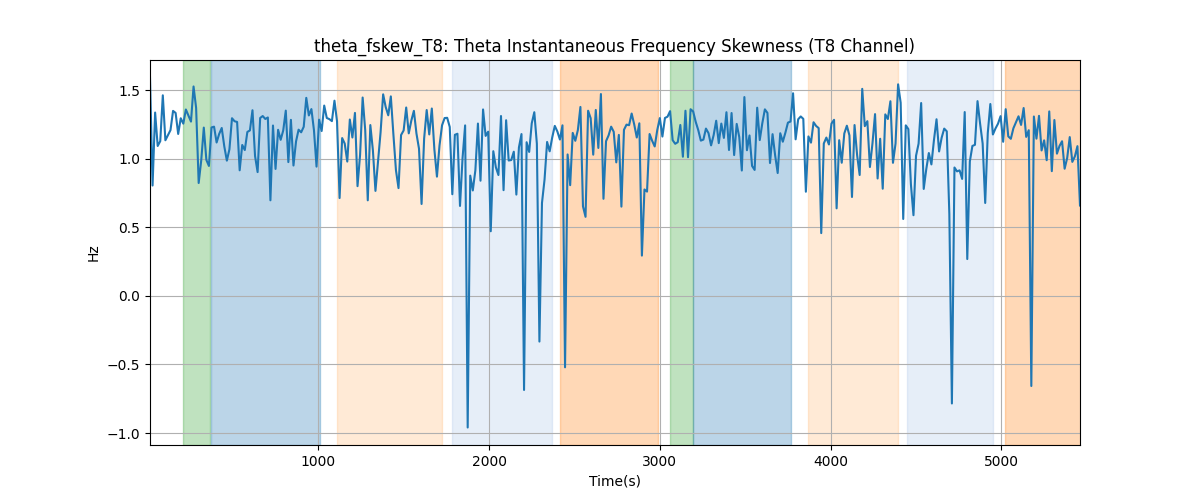 theta_fskew_T8: Theta Instantaneous Frequency Skewness (T8 Channel)
1.5
1.0
0.5
0.0
−0.5
−1.0
Hz
1000 2000 3000 4000 5000
Time(s)